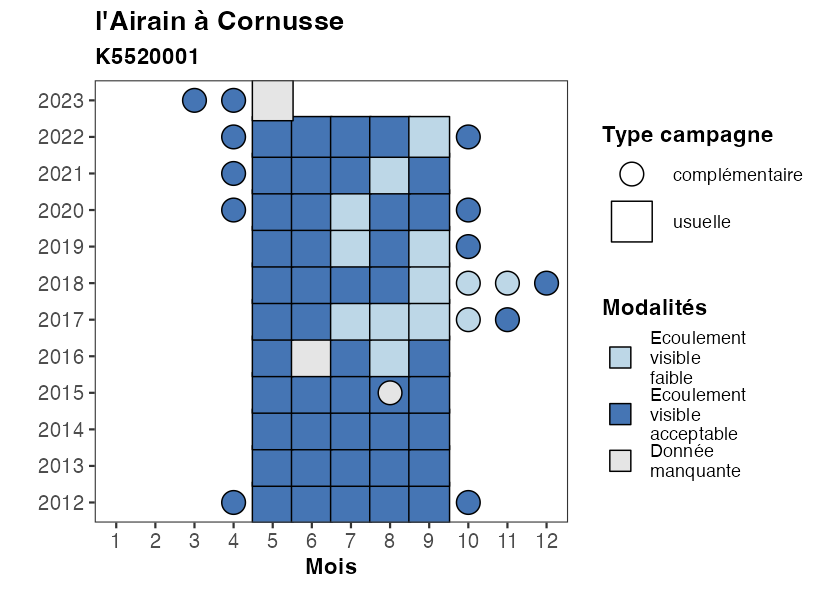 l'Airain à Cornusse
K5520001
2023
2022
2021
2020
2019
2018
2017
2016
2015
2014
2013
2012
1 2 3 4 5 6 7 8 9 10 11 12
Mois
Type campagne
complémentaire
usuelle
Modalités
Ecoulement
visible
faible
Ecoulement
visible
acceptable
Donnée
manquante